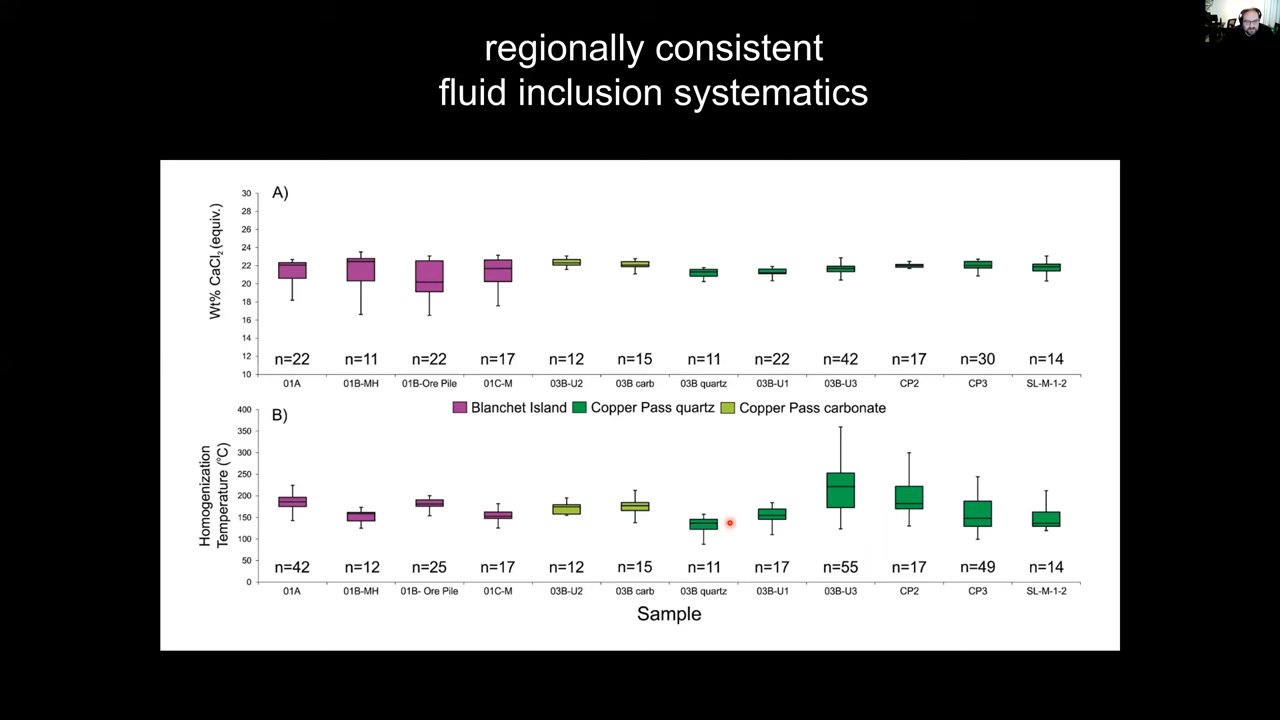 regionally consistent
fluid inclusion systematics
A)
Wt% CaCl2 (equiv.)
30
28
26
24
22
20
18
16
14
12
10
n=22 n=11 n=22 n=17 n=12 n=15 n=11 n=22 n=42 n=17 n=30 n=14
01A 01B-MH 01B-Ore Pile 01C-M 03B-U2 03B carb 03B quartz 03B-U1 03B-U3 CP2 CP3 SL-M-1-2
Blanchet Island Copper Pass quartz Copper Pass carbonate
B)
Homogenization
Temperature (°C)
400
350
300
250
200
150
100
50
0
n=42 n=12 n=25 n=17 n=12 n=15 n=11 n=17 n=55 n=17 n=49 n=14
01A 01B-MH 01B- Ore Pile 01C-M 03B-U2 03B carb 03B quartz 03B-U1 03B-U3 CP2 CP3 SL-M-1-2
Sample